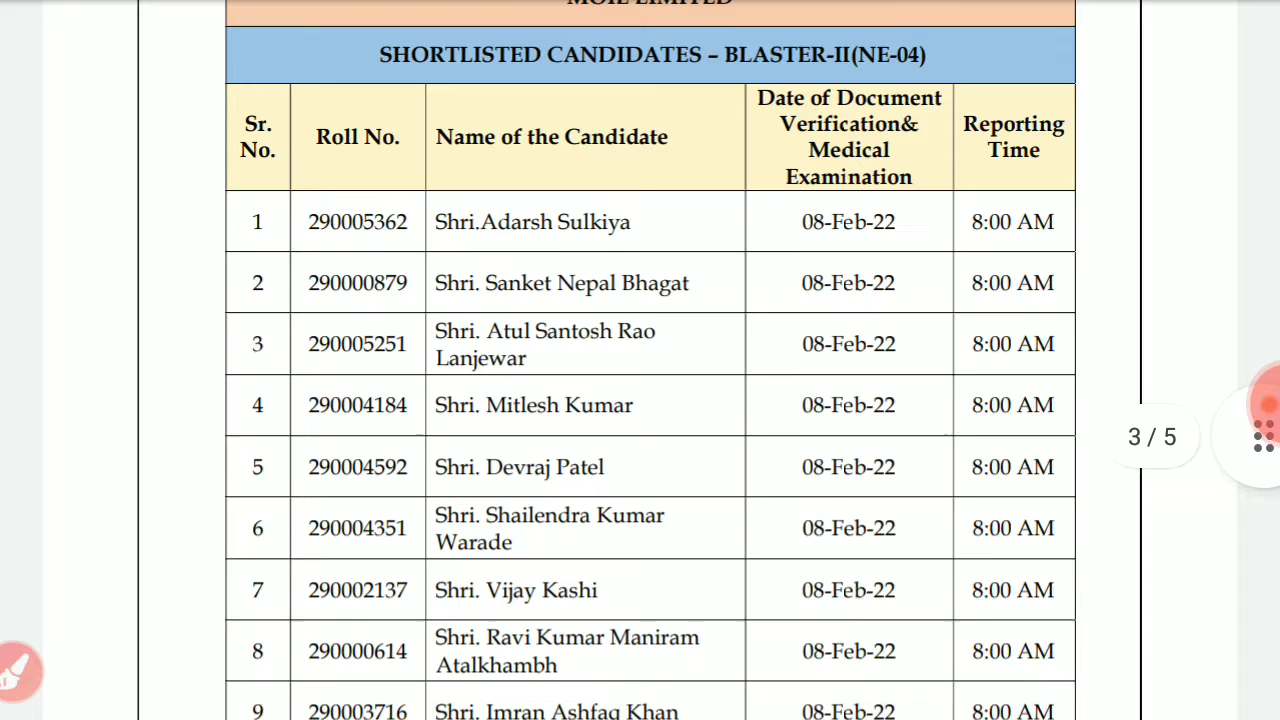 MOIL LIMITED
SHORTLISTED CANDIDATES – BLASTER-II(NE-04)
Sr. No. Roll No. Name of the Candidate Date of Document Verification& Medical Examination Reporting Time
1 290005362 Shri.Adarsh Sulkiya 08-Feb-22 8:00 AM
2 290000879 Shri. Sanket Nepal Bhagat 08-Feb-22 8:00 AM
3 290005251 Shri. Atul Santosh Rao Lanjewar 08-Feb-22 8:00 AM
4 290004184 Shri. Mitlesh Kumar 08-Feb-22 8:00 AM
5 290004592 Shri. Devraj Patel 08-Feb-22 8:00 AM
6 290004351 Shri. Shailendra Kumar Warade 08-Feb-22 8:00 AM
7 290002137 Shri. Vijay Kashi 08-Feb-22 8:00 AM
8 290000614 Shri. Ravi Kumar Maniram Atalkhambh 08-Feb-22 8:00 AM
9 290003716 Shri. Imran Ashfaq Khan 08-Feb-22 8:00 AM
3 / 5